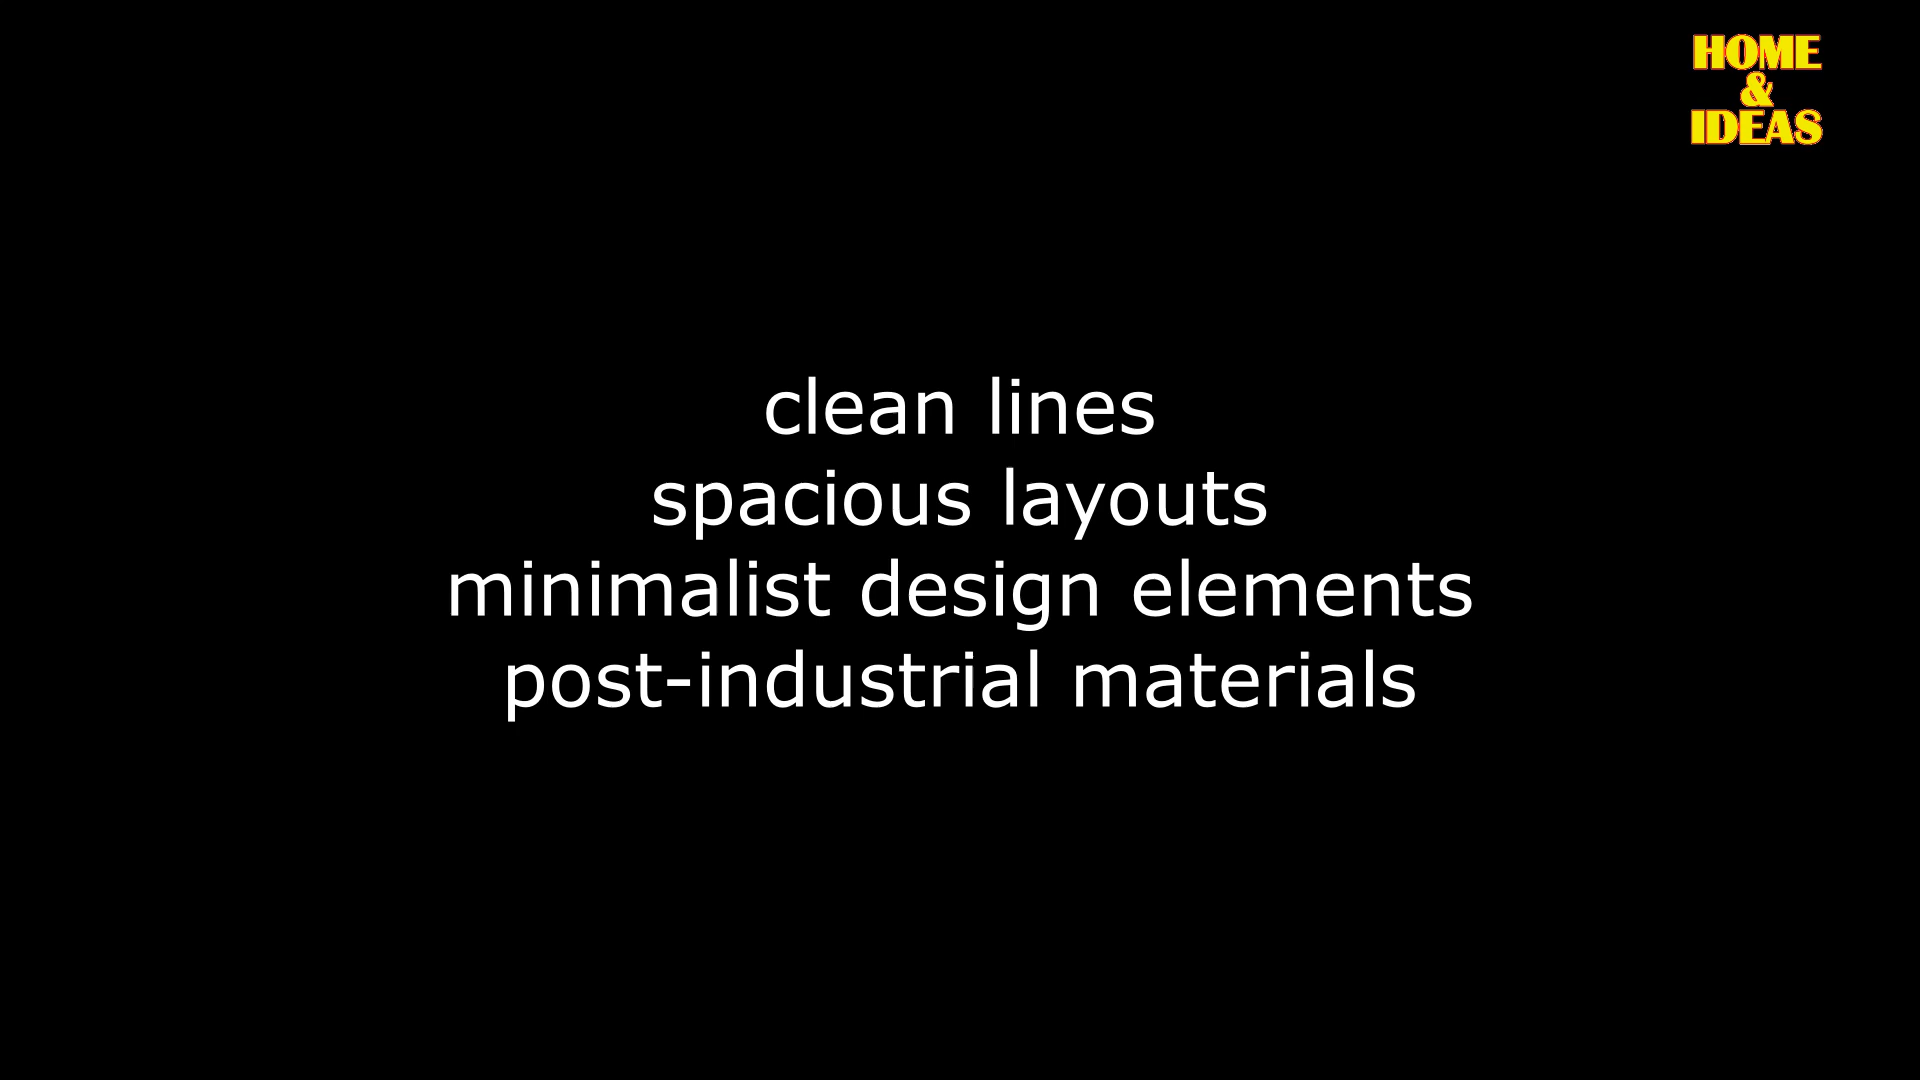 HOME
&
IDEAS
clean lines
spacious layouts
minimalist design elements
post-industrial materials